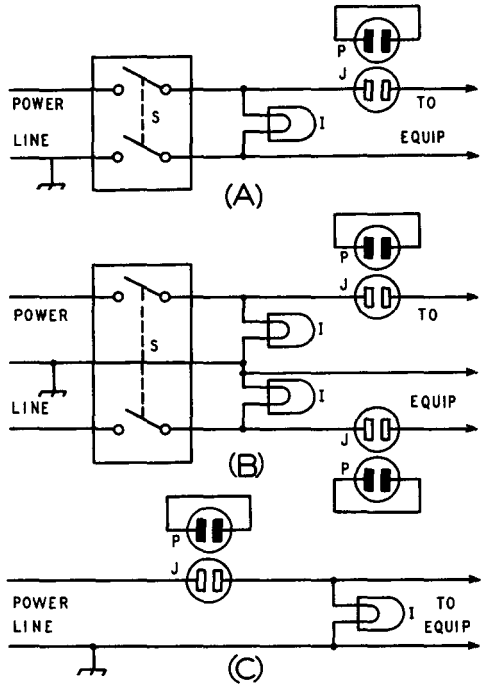 P
J
POWER TO
S I
LINE EQUIP
(A)
P
J
POWER I TO
S
I
LINE EQUIP
J
(B) P
P
J
POWER I TO
LINE EQUIP
(C)